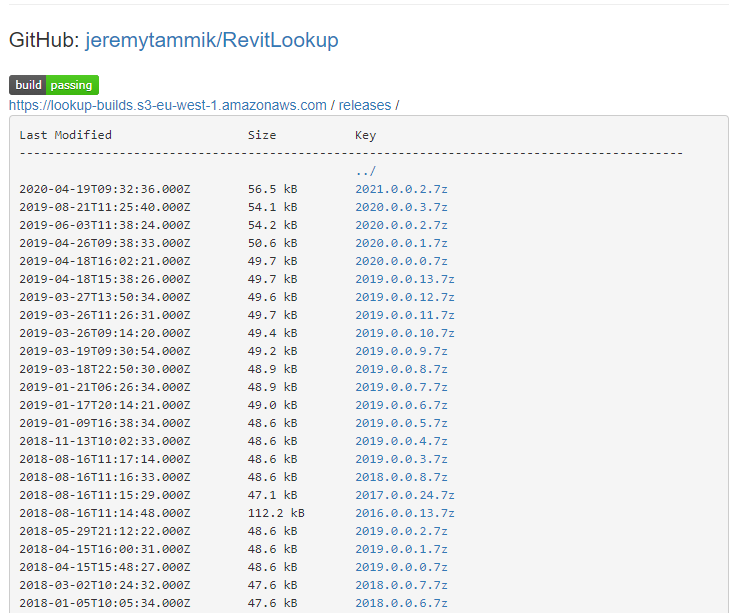 GitHub: jeremytammik/RevitLookup
build passing
https://lookup-builds.s3-eu-west-1.amazonaws.com / releases /
Last Modified Size Key
---------------------------------------------------------------------------------------------
../
2020-04-19T09:32:36.000Z 56.5 kB 2021.0.0.2.7z
2019-08-21T11:25:40.000Z 54.1 kB 2020.0.0.3.7z
2019-06-03T11:38:24.000Z 54.2 kB 2020.0.0.2.7z
2019-04-26T09:38:33.000Z 50.6 kB 2020.0.0.1.7z
2019-04-18T16:02:21.000Z 49.7 kB 2020.0.0.0.7z
2019-04-18T15:38:26.000Z 49.7 kB 2019.0.0.13.7z
2019-03-27T13:50:34.000Z 49.6 kB 2019.0.0.12.7z
2019-03-26T11:26:31.000Z 49.7 kB 2019.0.0.11.7z
2019-03-26T09:14:20.000Z 49.4 kB 2019.0.0.10.7z
2019-03-19T09:30:54.000Z 49.2 kB 2019.0.0.9.7z
2019-03-18T22:50:30.000Z 48.9 kB 2019.0.0.8.7z
2019-01-21T06:26:34.000Z 48.9 kB 2019.0.0.7.7z
2019-01-17T20:14:21.000Z 49.0 kB 2019.0.0.6.7z
2019-01-09T16:38:34.000Z 48.6 kB 2019.0.0.5.7z
2018-11-13T10:02:33.000Z 48.6 kB 2019.0.0.4.7z
2018-08-16T11:17:14.000Z 48.6 kB 2019.0.0.3.7z
2018-08-16T11:16:33.000Z 48.6 kB 2018.0.0.8.7z
2018-08-16T11:15:29.000Z 47.1 kB 2017.0.0.24.7z
2018-08-16T11:14:48.000Z 112.2 kB 2016.0.0.13.7z
2018-05-29T21:12:22.000Z 48.6 kB 2019.0.0.2.7z
2018-04-15T16:00:31.000Z 48.6 kB 2019.0.0.1.7z
2018-04-15T15:48:27.000Z 48.6 kB 2019.0.0.0.7z
2018-03-02T10:24:32.000Z 47.6 kB 2018.0.0.7.7z
2018-01-05T10:05:34.000Z 47.6 kB 2018.0.0.6.7z